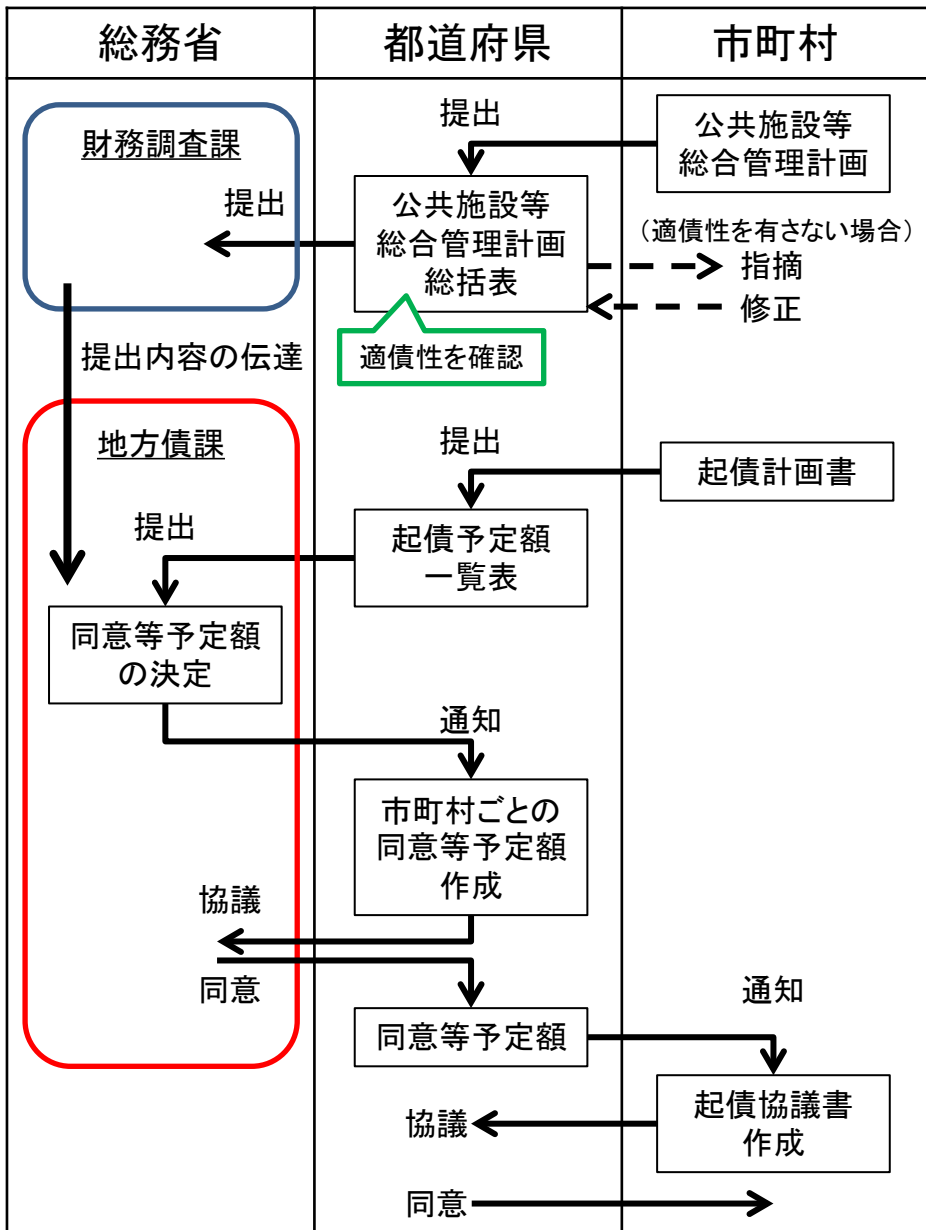 総務省
都道府県
市町村
提出
公共施設等
総合管理計画
財務調査課
提出
公共施設等
総合管理計画
総括表
（適債性を有さない場合）
指摘
修正
適債性を確認
提出内容の伝達
地方債課
提出
起債計画書
提出
起債予定額
一覧表
同意等予定額
の決定
通知
市町村ごとの
同意等予定額
作成
協議
同意
通知
同意等予定額
起債協議書
作成
協議
同意